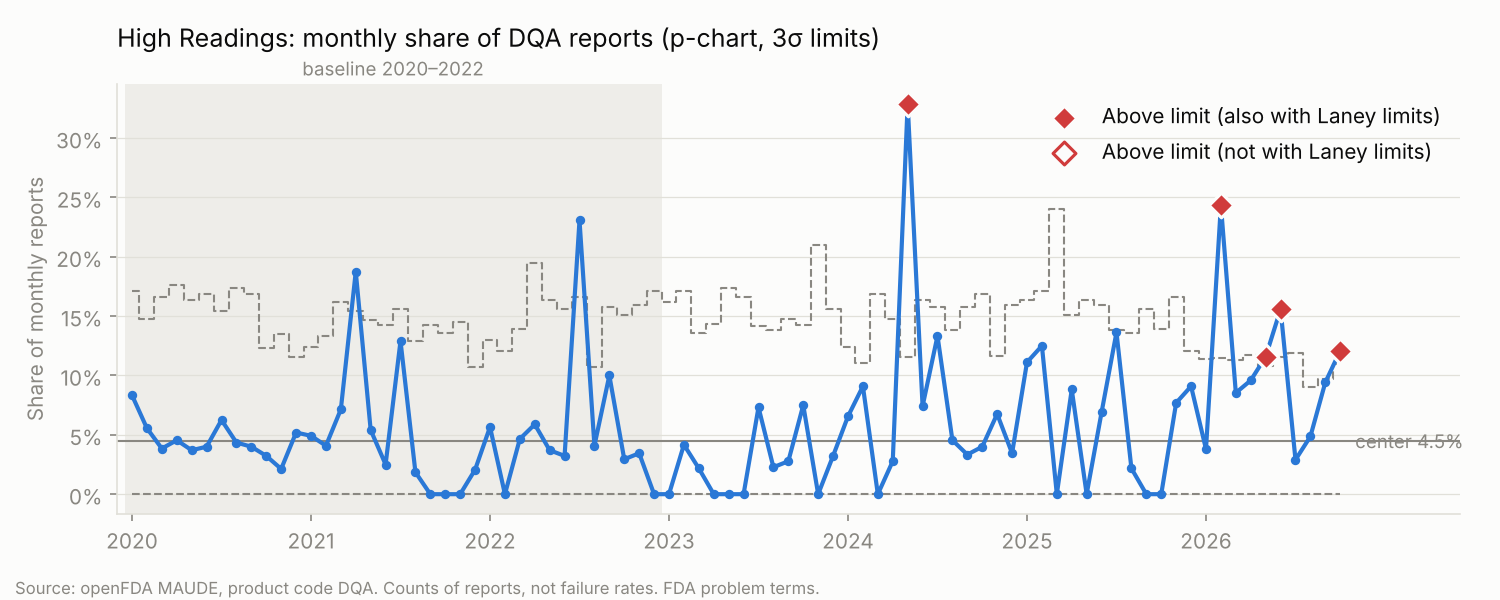 High Readings: monthly share of DQA reports (p-chart, 3σ limits)
baseline 2020–2022
Above limit (also with Laney limits)
Above limit (not with Laney limits)
Share of monthly reports
30%
25%
20%
15%
10%
5%
0%
center 4.5%
2020 2021 2022 2023 2024 2025 2026
Source: openFDA MAUDE, product code DQA. Counts of reports, not failure rates. FDA problem terms.